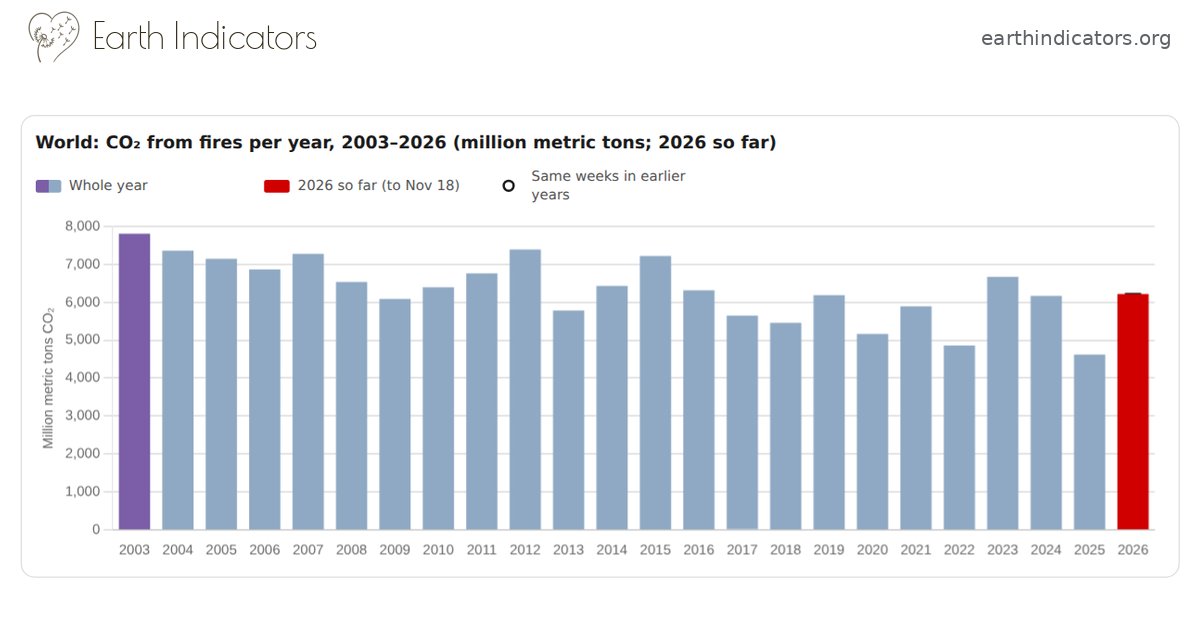 Earth Indicators
earthindicators.org
World: CO₂ from fires per year, 2003–2026 (million metric tons; 2026 so far)
Whole year
2026 so far (to Nov 18)
Same weeks in earlier
years
Million metric tons CO₂
8,000
7,000
6,000
5,000
4,000
3,000
2,000
1,000
0
2003 2004 2005 2006 2007 2008 2009 2010 2011 2012 2013 2014 2015 2016 2017 2018 2019 2020 2021 2022 2023 2024 2025 2026